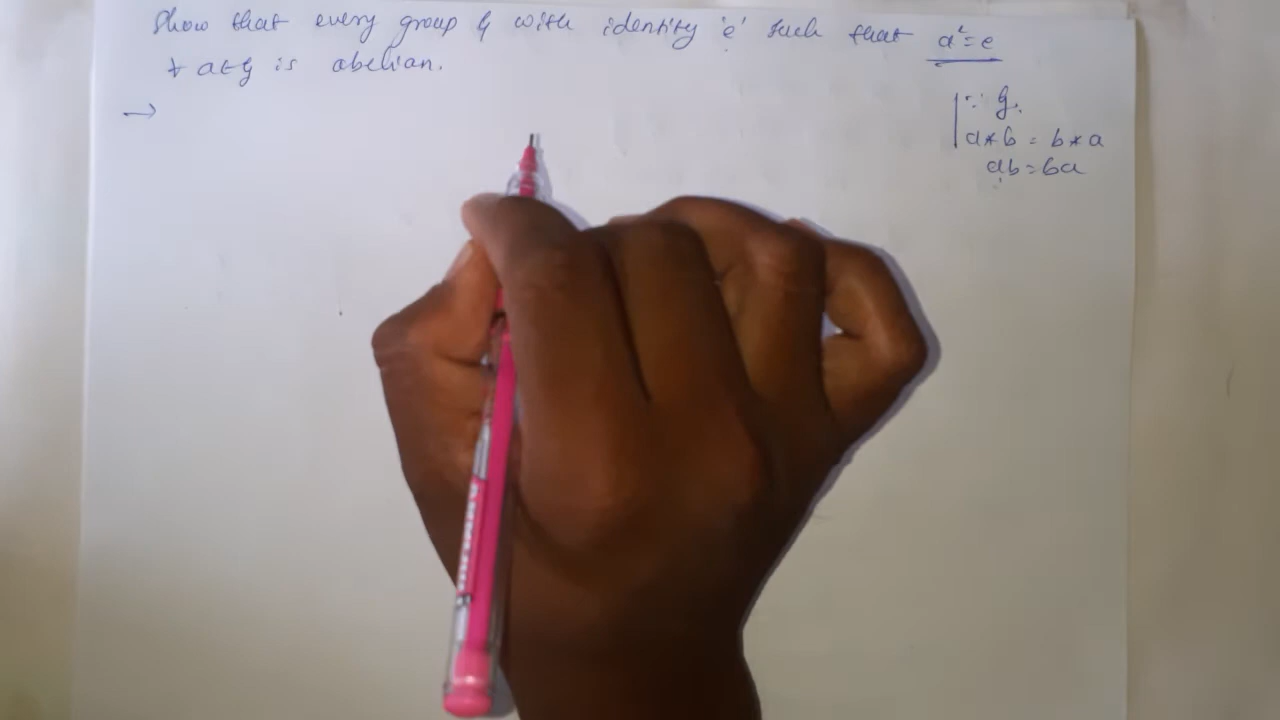 Show that every group G with identity 'e' such that a²=e
∀ a∈G is abelian.
→
∵ G.
a*b = b*a
ab=ba